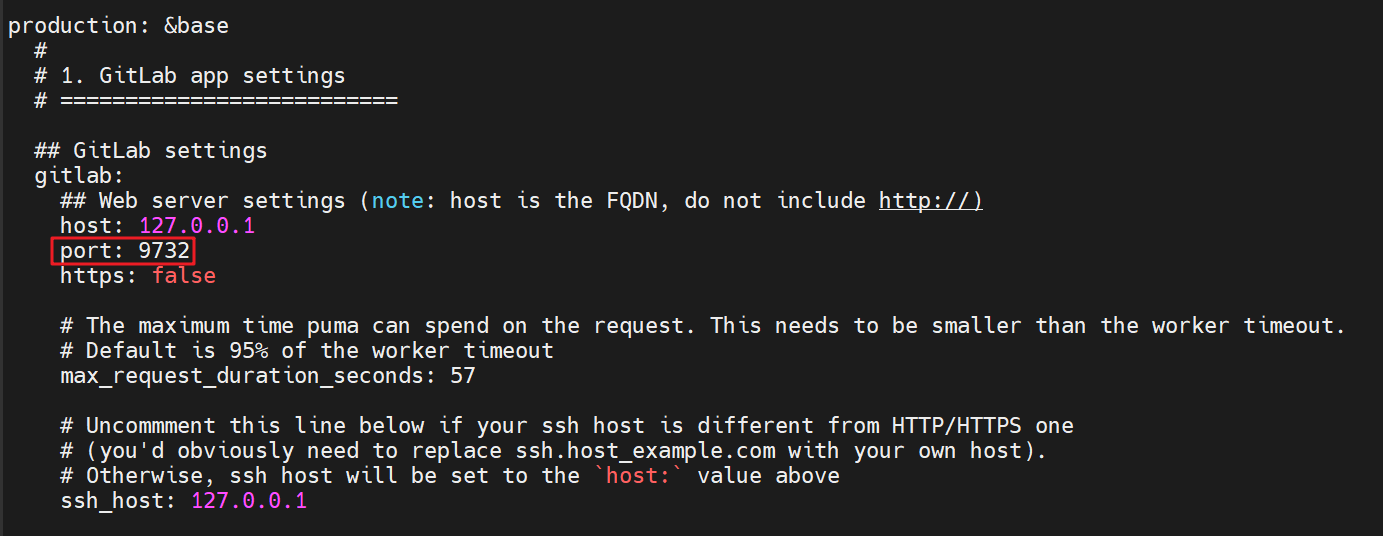 production: &base
  #
  # 1. GitLab app settings
  # ==========================

  ## GitLab settings
  gitlab:
    ## Web server settings (note: host is the FQDN, do not include http://)
    host: 127.0.0.1
    port: 9732
    https: false

    # The maximum time puma can spend on the request. This needs to be smaller than the worker timeout.
    # Default is 95% of the worker timeout
    max_request_duration_seconds: 57

    # Uncommment this line below if your ssh host is different from HTTP/HTTPS one
    # (you'd obviously need to replace ssh.host_example.com with your own host).
    # Otherwise, ssh host will be set to the `host:` value above
    ssh_host: 127.0.0.1